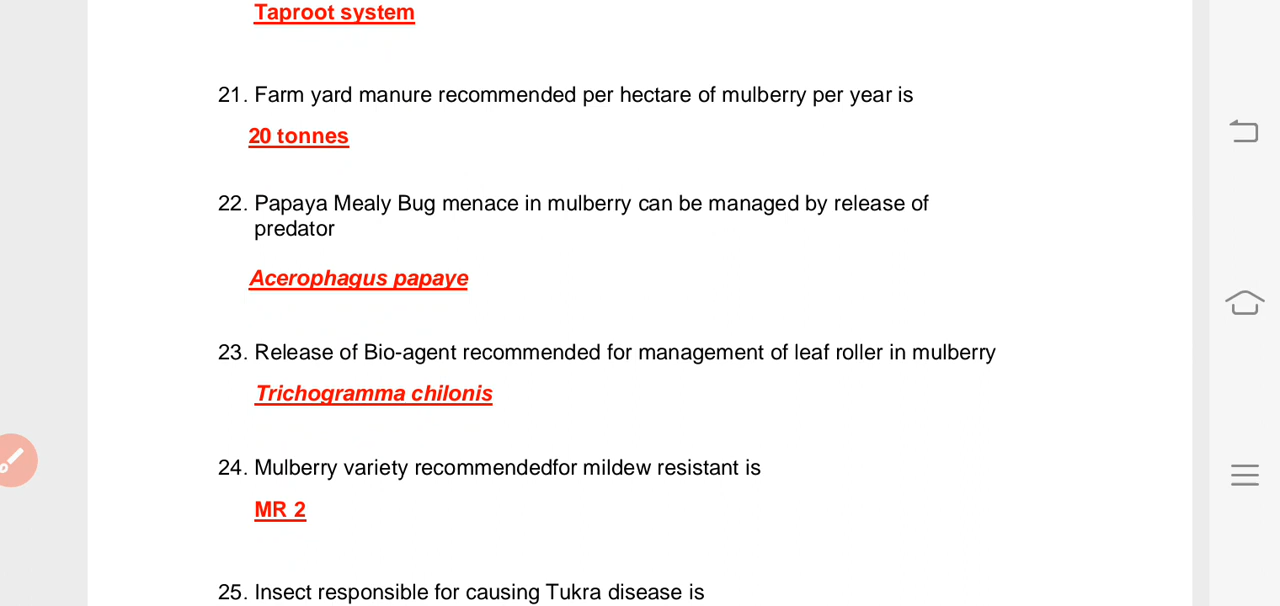 Taproot system
21. Farm yard manure recommended per hectare of mulberry per year is
20 tonnes
22. Papaya Mealy Bug menace in mulberry can be managed by release of
predator
Acerophagus papaye
23. Release of Bio-agent recommended for management of leaf roller in mulberry
Trichogramma chilonis
24. Mulberry variety recommendedfor mildew resistant is
MR 2
25. Insect responsible for causing Tukra disease is